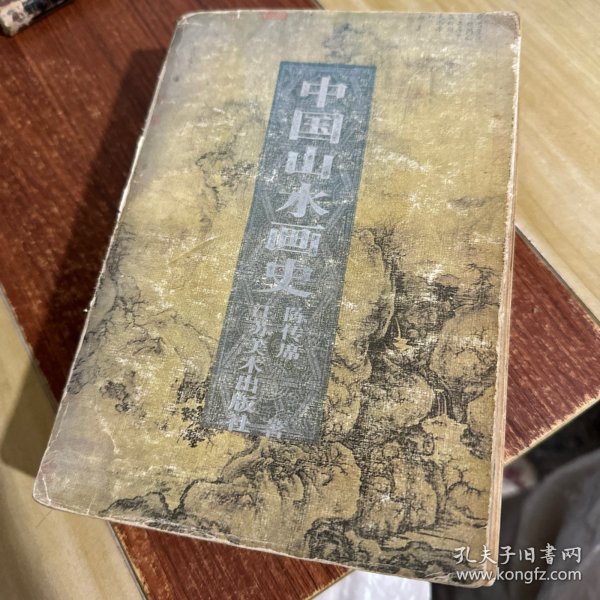 中国山水画史
陈传席 著
江苏美术出版社
孔夫子旧书网
www.kongfz.com